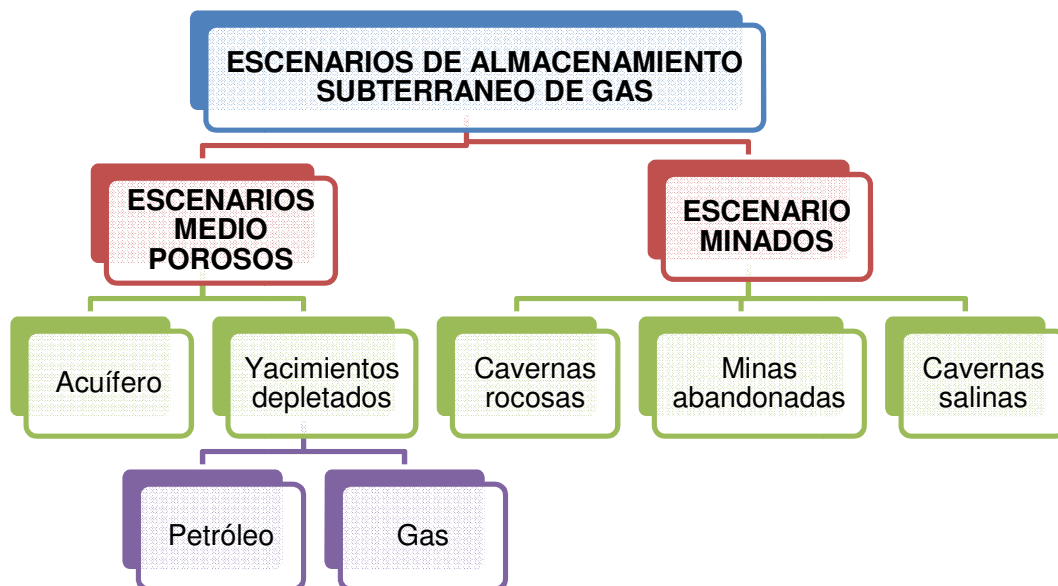 ESCENARIOS DE ALMACENAMIENTO
SUBTERRANEO DE GAS
ESCENARIOS
MEDIO
POROSOS
ESCENARIO
MINADOS
Acuífero
Yacimientos
depletados
Cavernas
rocosas
Minas
abandonadas
Cavernas
salinas
Petróleo
Gas